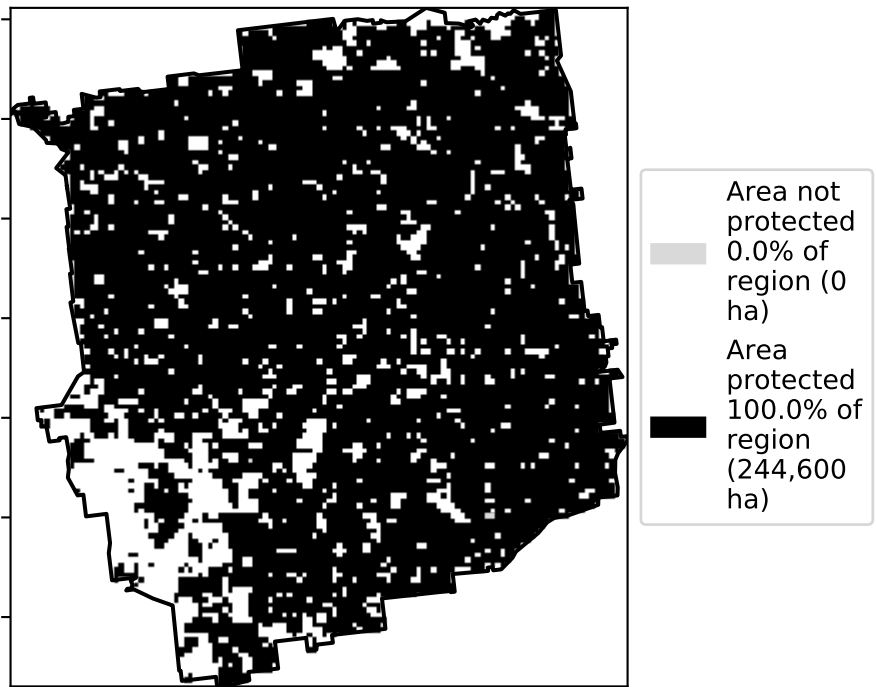 Area not
protected
0.0% of
region (0
ha)
Area
protected
100.0% of
region
(244,600
ha)